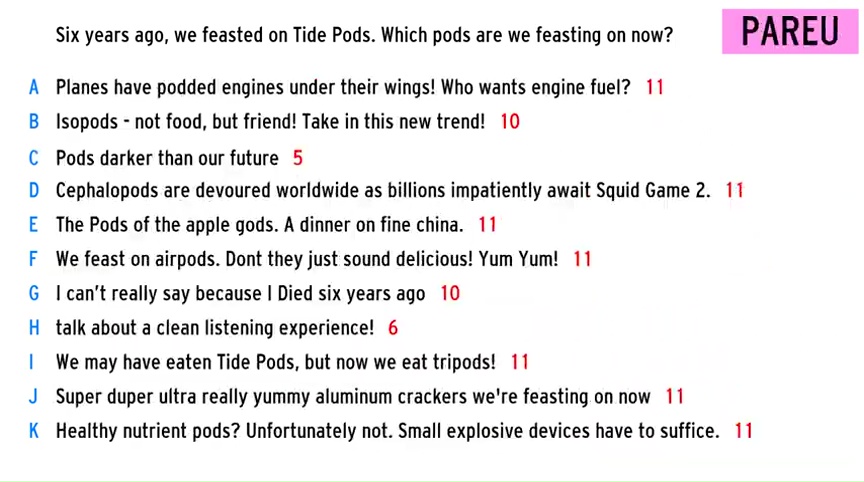 Six years ago, we feasted on Tide Pods. Which pods are we feasting on now?
PAREU
A Planes have podded engines under their wings! Who wants engine fuel? 11
B Isopods - not food, but friend! Take in this new trend! 10
C Pods darker than our future 5
D Cephalopods are devoured worldwide as billions impatiently await Squid Game 2. 11
E The Pods of the apple gods. A dinner on fine china. 11
F We feast on airpods. Dont they just sound delicious! Yum Yum! 11
G I can't really say because I Died six years ago 10
H talk about a clean listening experience! 6
I We may have eaten Tide Pods, but now we eat tripods! 11
J Super duper ultra really yummy aluminum crackers we're feasting on now 11
K Healthy nutrient pods? Unfortunately not. Small explosive devices have to suffice. 11